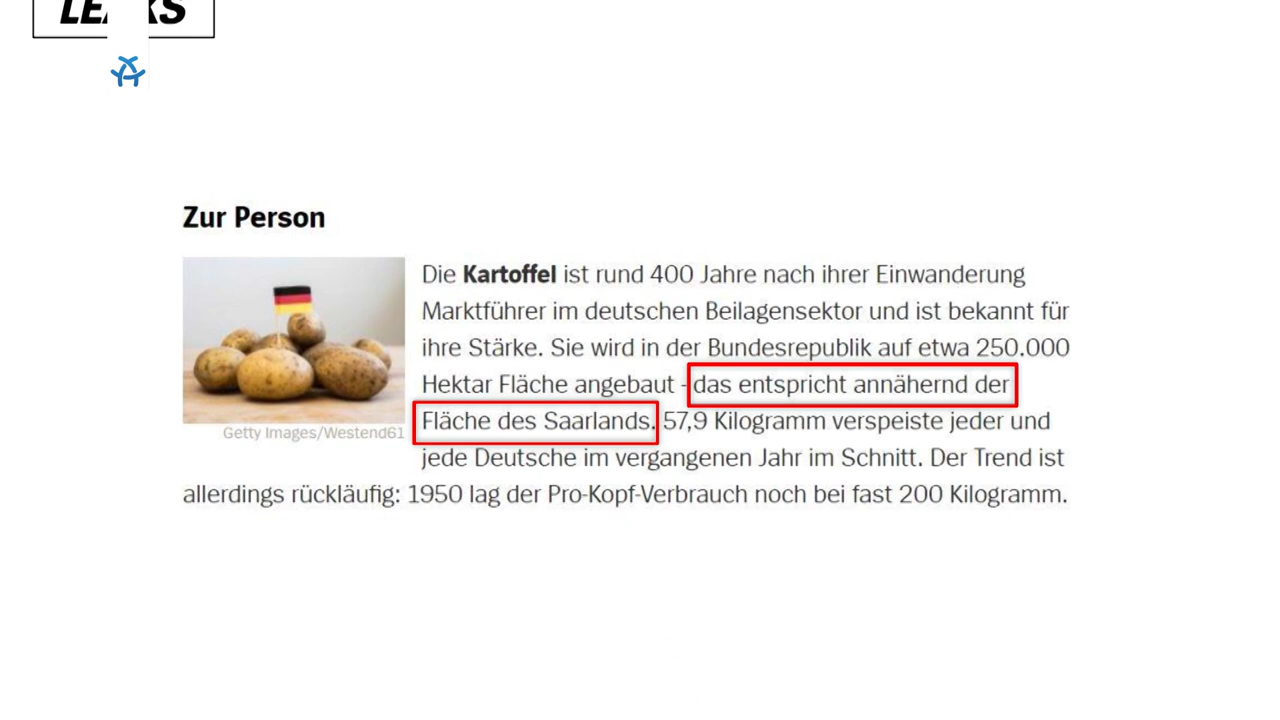 Zur Person
Die Kartoffel ist rund 400 Jahre nach ihrer Einwanderung
Marktführer im deutschen Beilagensektor und ist bekannt für
ihre Stärke. Sie wird in der Bundesrepublik auf etwa 250.000
Hektar Fläche angebaut - das entspricht annähernd der
Fläche des Saarlands. 57,9 Kilogramm verspeiste jeder und
Getty Images/Westend61
jede Deutsche im vergangenen Jahr im Schnitt. Der Trend ist
allerdings rückläufig: 1950 lag der Pro-Kopf-Verbrauch noch bei fast 200 Kilogramm.